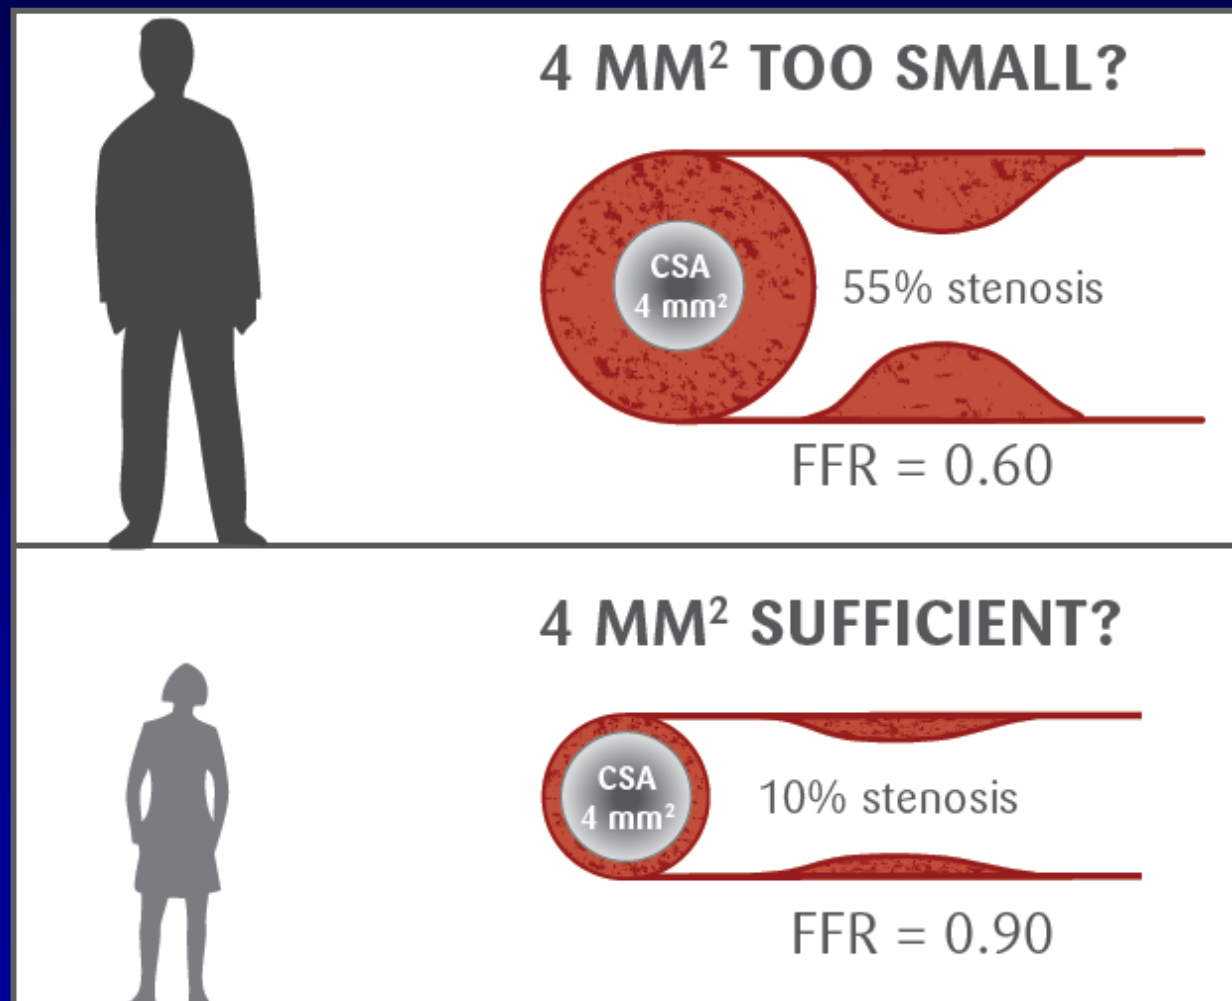 4 MM² TOO SMALL?
CSA
4 mm²
55% stenosis
FFR = 0.60
4 MM² SUFFICIENT?
CSA
4 mm²
10% stenosis
FFR = 0.90